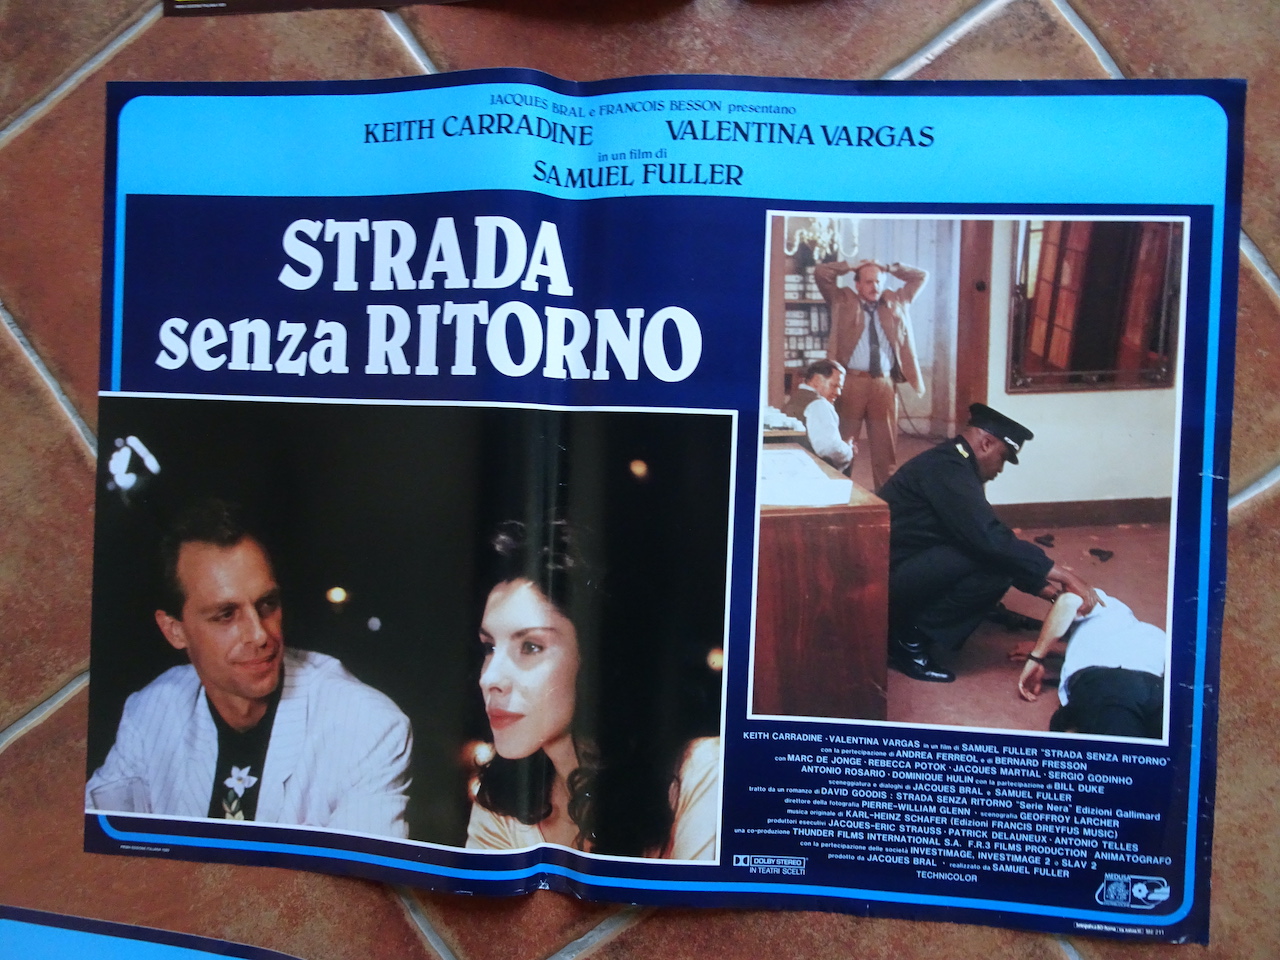 JACQUES BRAL e FRANCOIS BESSON presentano
KEITH CARRADINE VALENTINA VARGAS
in un film di
SAMUEL FULLER
STRADA
senza RITORNO
KEITH CARRADINE · VALENTINA VARGAS in un film di SAMUEL FULLER "STRADA SENZA RITORNO"
con la partecipazione di ANDREA FERREOL e di BERNARD FRESSON
con MARC DE JONGE · REBECCA POTOK · JACQUES MARTIAL · SERGIO GODINHO
ANTONIO ROSARIO · DOMINIQUE HULIN con la partecipazione di BILL DUKE
sceneggiatura e dialoghi di JACQUES BRAL e SAMUEL FULLER
tratto da un romanzo di DAVID GOODIS : STRADA SENZA RITORNO "Serie Nera" Edizioni Gallimard
direttore della fotografia PIERRE-WILLIAM GLENN · scenografia GEOFFROY LARCHER
musica originale di KARL-HEINZ SCHAFER (Edizioni FRANCIS DREYFUS MUSIC)
produttori esecutivi JACQUES-ERIC STRAUSS · PATRICK DELAUNEUX · ANTONIO TELLES
una co-produzione THUNDER FILMS INTERNATIONAL S.A. F.R.3 FILMS PRODUCTION ANIMATOGRAFO
con la partecipazione delle società INVESTIMAGE, INVESTIMAGE 2 e SLAV 2
prodotto da JACQUES BRAL · realizzato da SAMUEL FULLER
TECHNICOLOR
DOLBY STEREO
IN TEATRI SCELTI
MEDUSA